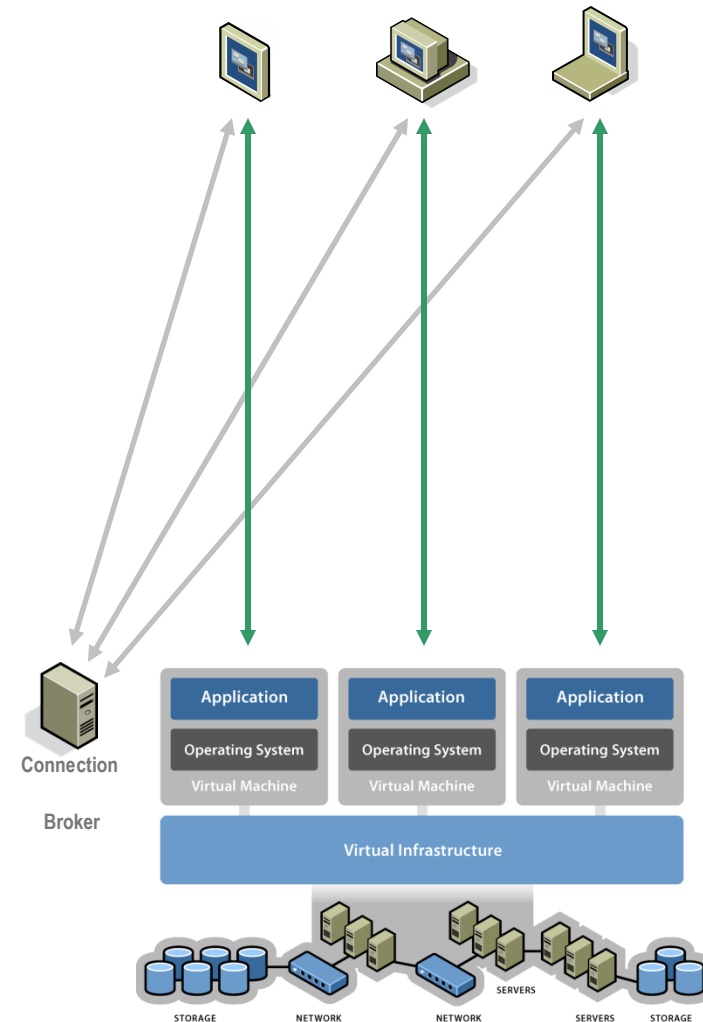 Application
Application
Application
Operating System
Operating System
Operating System
Connection
Virtual Machine
Virtual Machine
Virtual Machine
Broker
Virtual Infrastructure
SERVERS
STORAGE
NETWORK
NETWORK
SERVERS
STORAGE